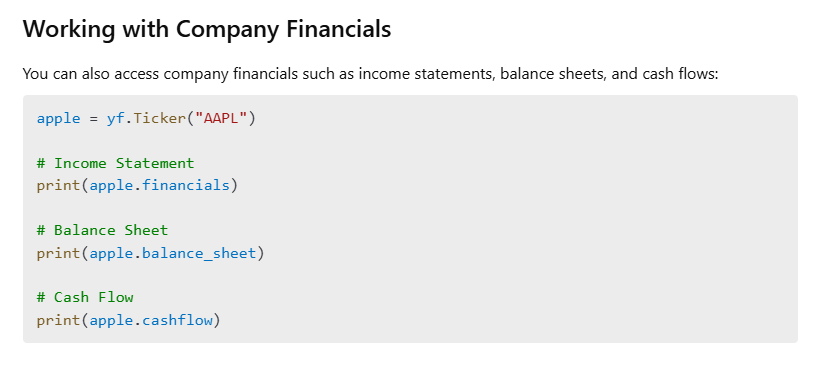 Working with Company Financials
You can also access company financials such as income statements, balance sheets, and cash flows:
apple = yf.Ticker("AAPL")
# Income Statement
print(apple.financials)
# Balance Sheet
print(apple.balance_sheet)
# Cash Flow
print(apple.cashflow)